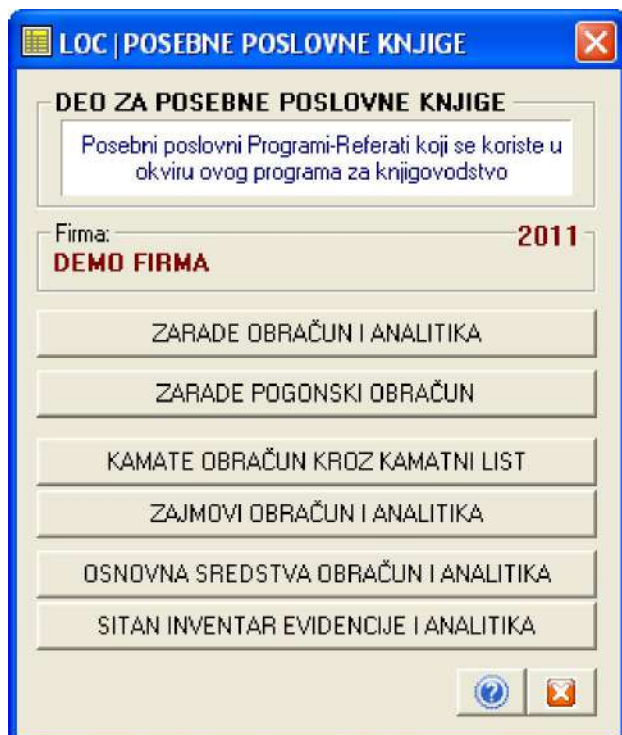 LOC | POSEBNE POSLOVNE KNJIGE
DEO ZA POSEBNE POSLOVNE KNJIGE
Posebni poslovni Programi-Referati koji se koriste u
okviru ovog programa za knjigovodstvo
Firma: 2011
DEMO FIRMA
ZARADE OBRAČUN I ANALITIKA
ZARADE POGONSKI OBRAČUN
KAMATE OBRAČUN KROZ KAMATNI LIST
ZAJMOVI OBRAČUN I ANALITIKA
OSNOVNA SREDSTVA OBRAČUN I ANALITIKA
SITAN INVENTAR EVIDENCIJE I ANALITIKA